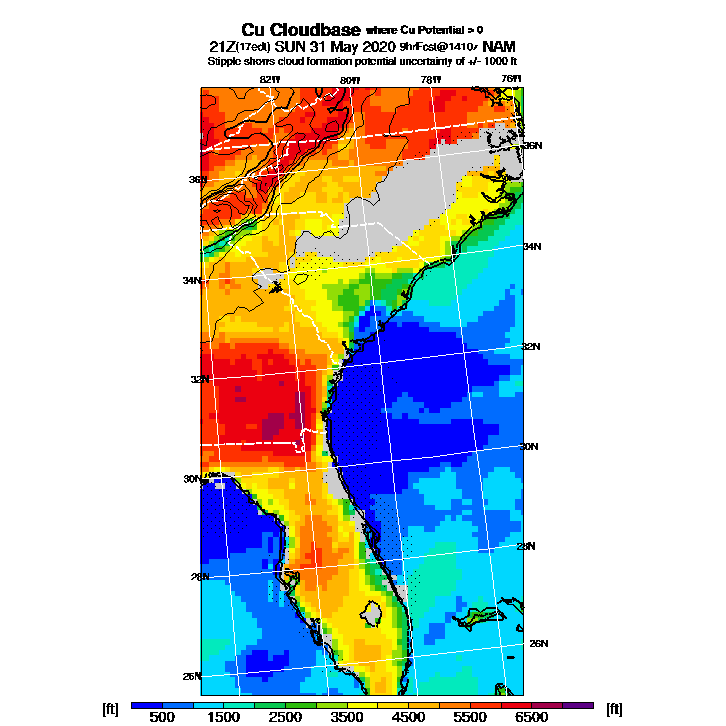 Cu Cloudbase where Cu Potential > 0
21Z(17edt) SUN 31 May 2020 9hrFcst@1410z NAM
Stipple shows cloud formation potential uncertainty of +/- 1000 ft
82W 80W 78W 76W
36N
36N
34N
34N
32N
32N
30N
30N
28N
28N
26N
26N
[ft] 500 1500 2500 3500 4500 5500 6500 [ft]